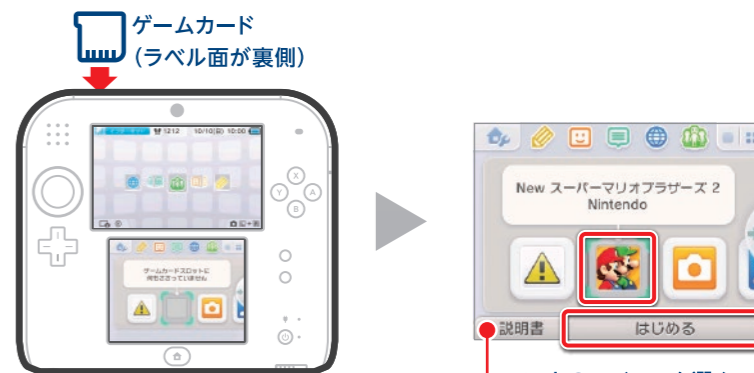 ゲームカード
(ラベル面が裏側)
1212 10/10(金) 10:00
ゲームカードスロットに
何もささっていません
X
Y
A
B
New スーパーマリオブラザーズ 2
Nintendo
説明書
はじめる